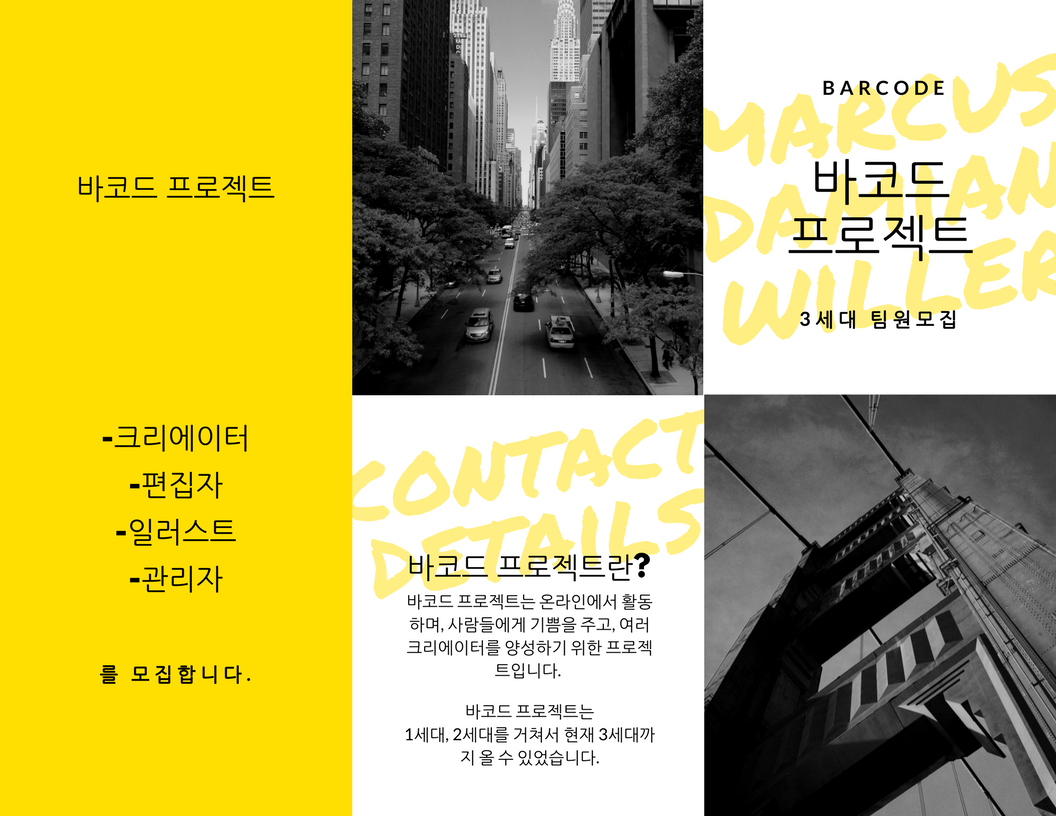 바코드 프로젝트
-크리에이터
-편집자
-일러스트
-관리자
를 모집합니다.
CONTACT
DETAILS
바코드 프로젝트란?
바코드 프로젝트는 온라인에서 활동
하며, 사람들에게 기쁨을 주고, 여러
크리에이터를 양성하기 위한 프로젝
트입니다.
바코드 프로젝트는
1세대, 2세대를 거쳐서 현재 3세대까
지 올 수 있었습니다.
BARCODE
MARCUS
DAMIAN
WILLER
바코드
프로젝트
3세대 팀원모집